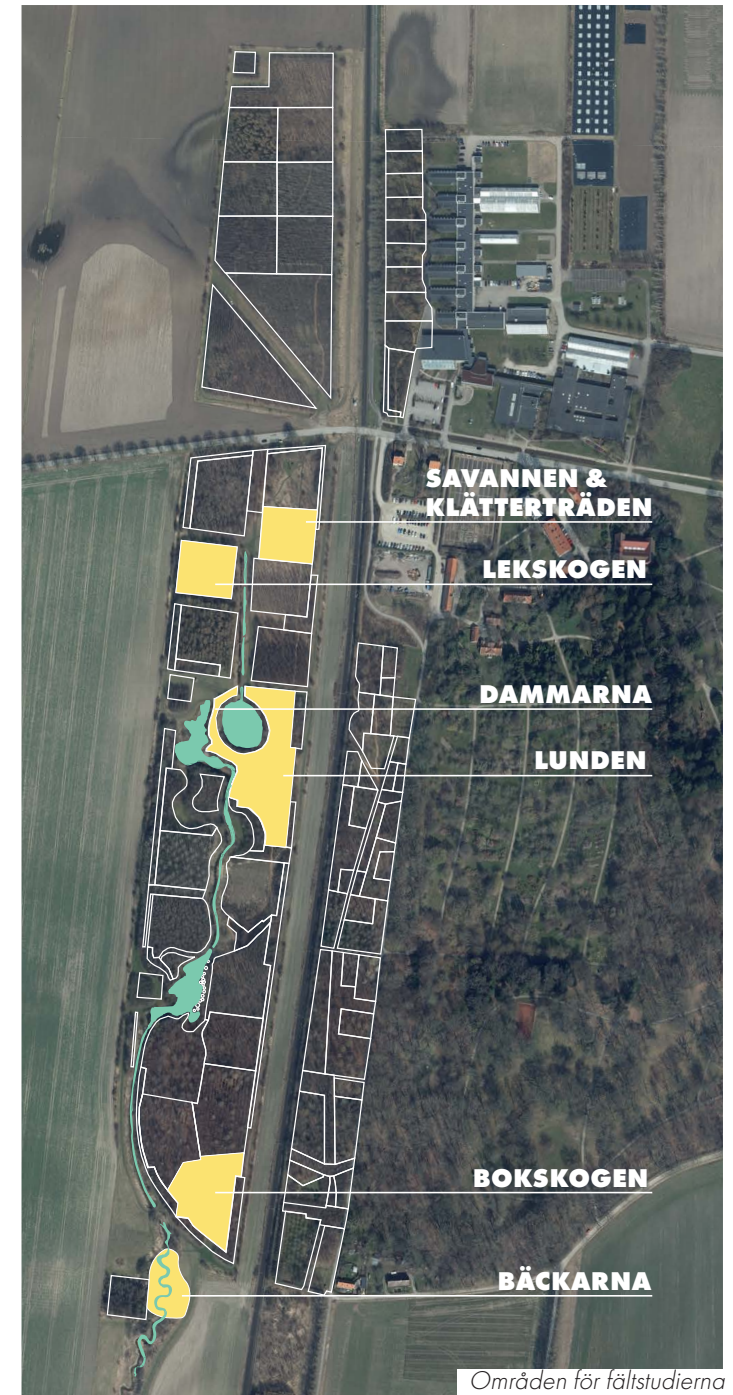 SAVANNEN &
KLÄTTERTRÄDEN
LEKSKOGEN
DAMMARNA
LUNDEN
BOKSKOGEN
BÄCKARNA
Områden för fältstudierna